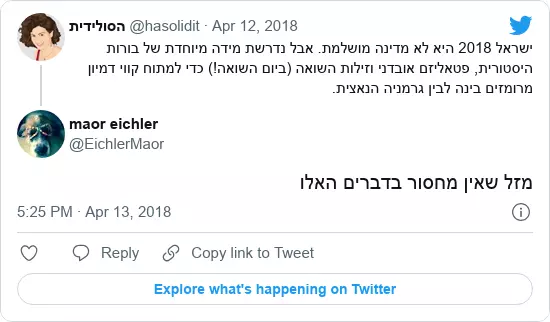 הסולידית @hasolidit · Apr 12, 2018
ישראל 2018 היא לא מדינה מושלמת. אבל נדרשת מידה מיוחדת של בורות
היסטורית, פטאליזם אובדני וזילות השואה (ביום השואה!) כדי למתוח קווי דמיון
מרומזים בינה לבין גרמניה הנאצית.
maor eichler
@EichlerMaor
מזל שאין מחסור בדברים האלו
5:25 PM · Apr 13, 2018
Reply
Copy link to Tweet
Explore what's happening on Twitter